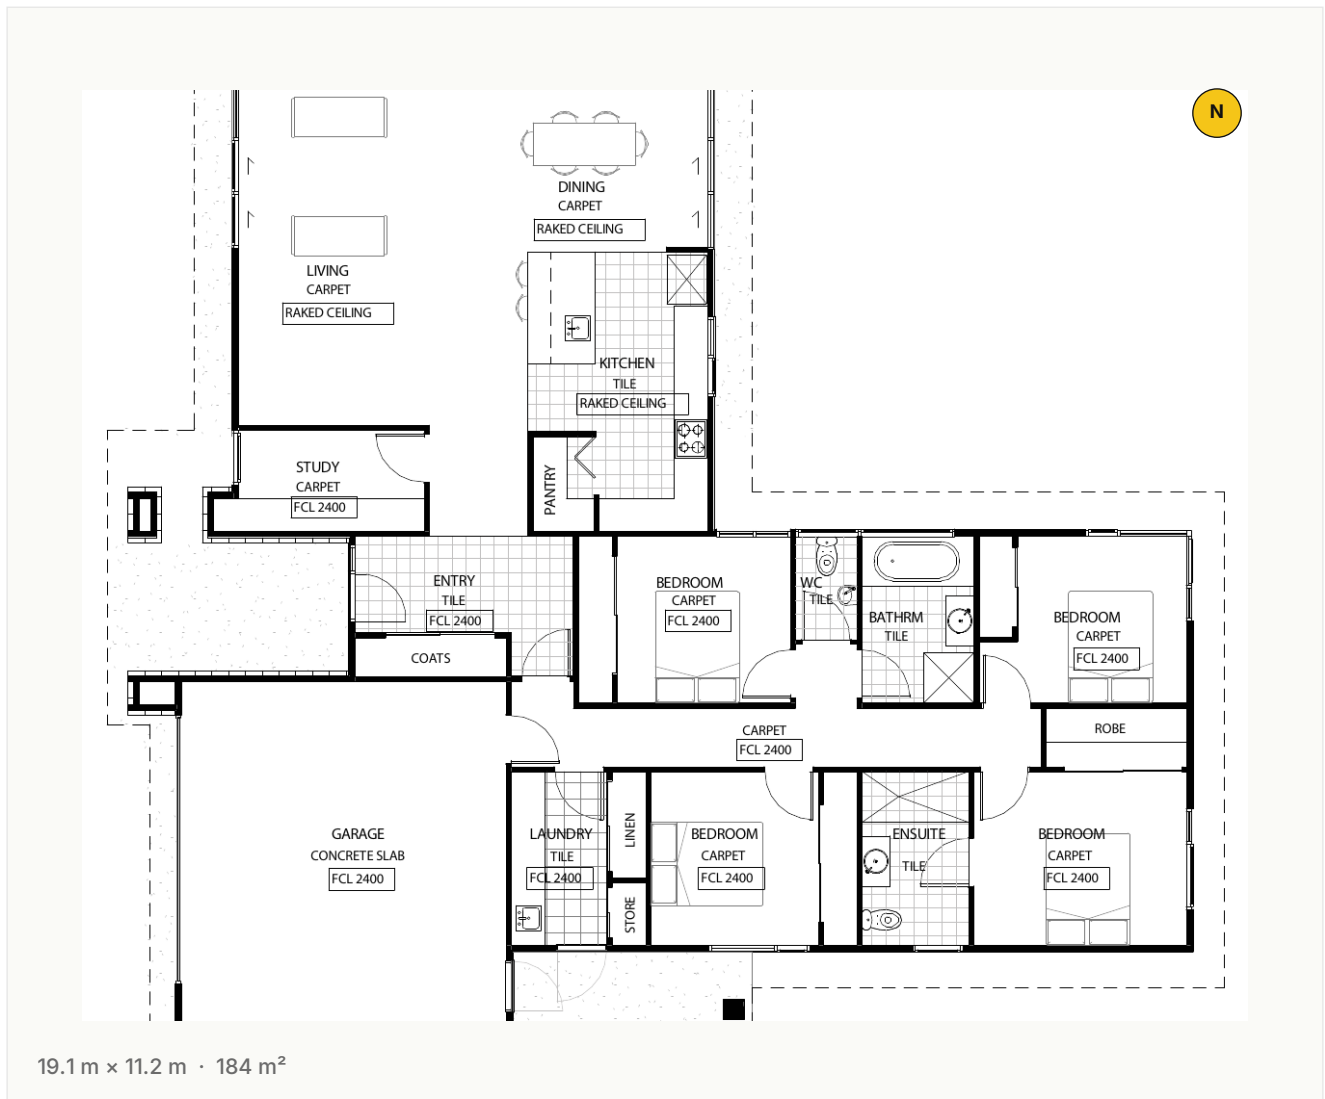 N
DINING
CARPET
RAKED CEILING
LIVING
CARPET
RAKED CEILING
KITCHEN
TILE
RAKED CEILING
STUDY
CARPET
FCL 2400
PANTRY
ENTRY
TILE
FCL 2400
COATS
BEDROOM
CARPET
FCL 2400
WC
TILE
BATHRM
TILE
BEDROOM
CARPET
FCL 2400
CARPET
FCL 2400
ROBE
GARAGE
CONCRETE SLAB
FCL 2400
LAUNDRY
TILE
FCL 2400
LINEN
STORE
BEDROOM
CARPET
FCL 2400
ENSUITE
TILE
BEDROOM
CARPET
FCL 2400
19.1 m × 11.2 m · 184 m²